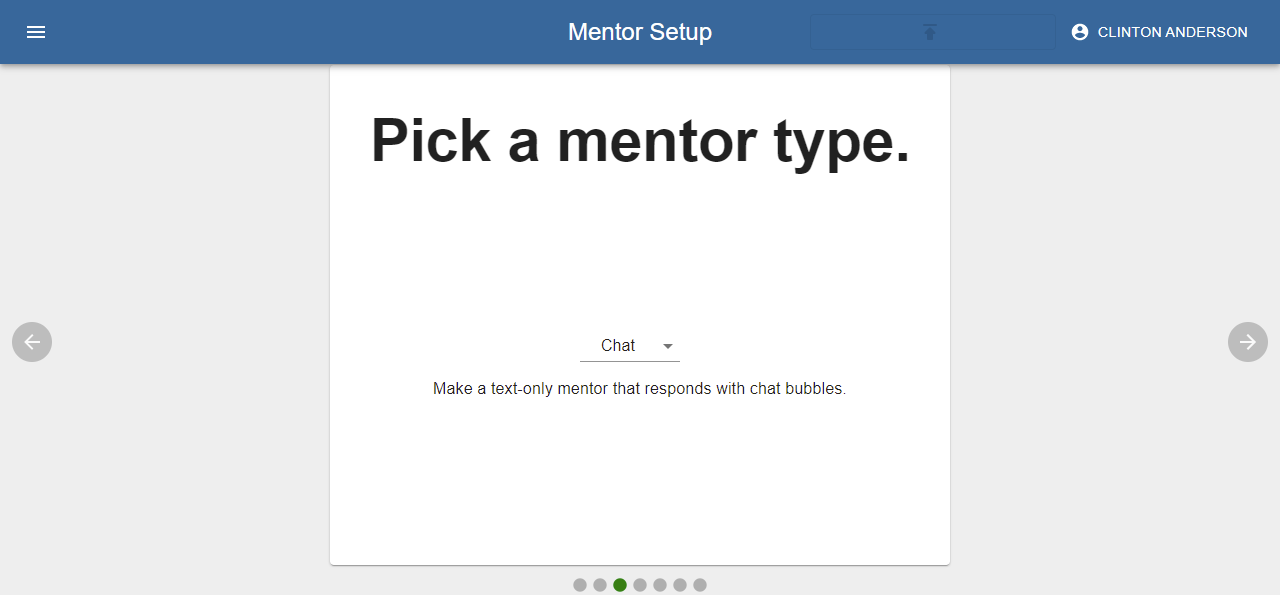 Mentor Setup
CLINTON ANDERSON
Pick a mentor type.
Chat
Make a text-only mentor that responds with chat bubbles.